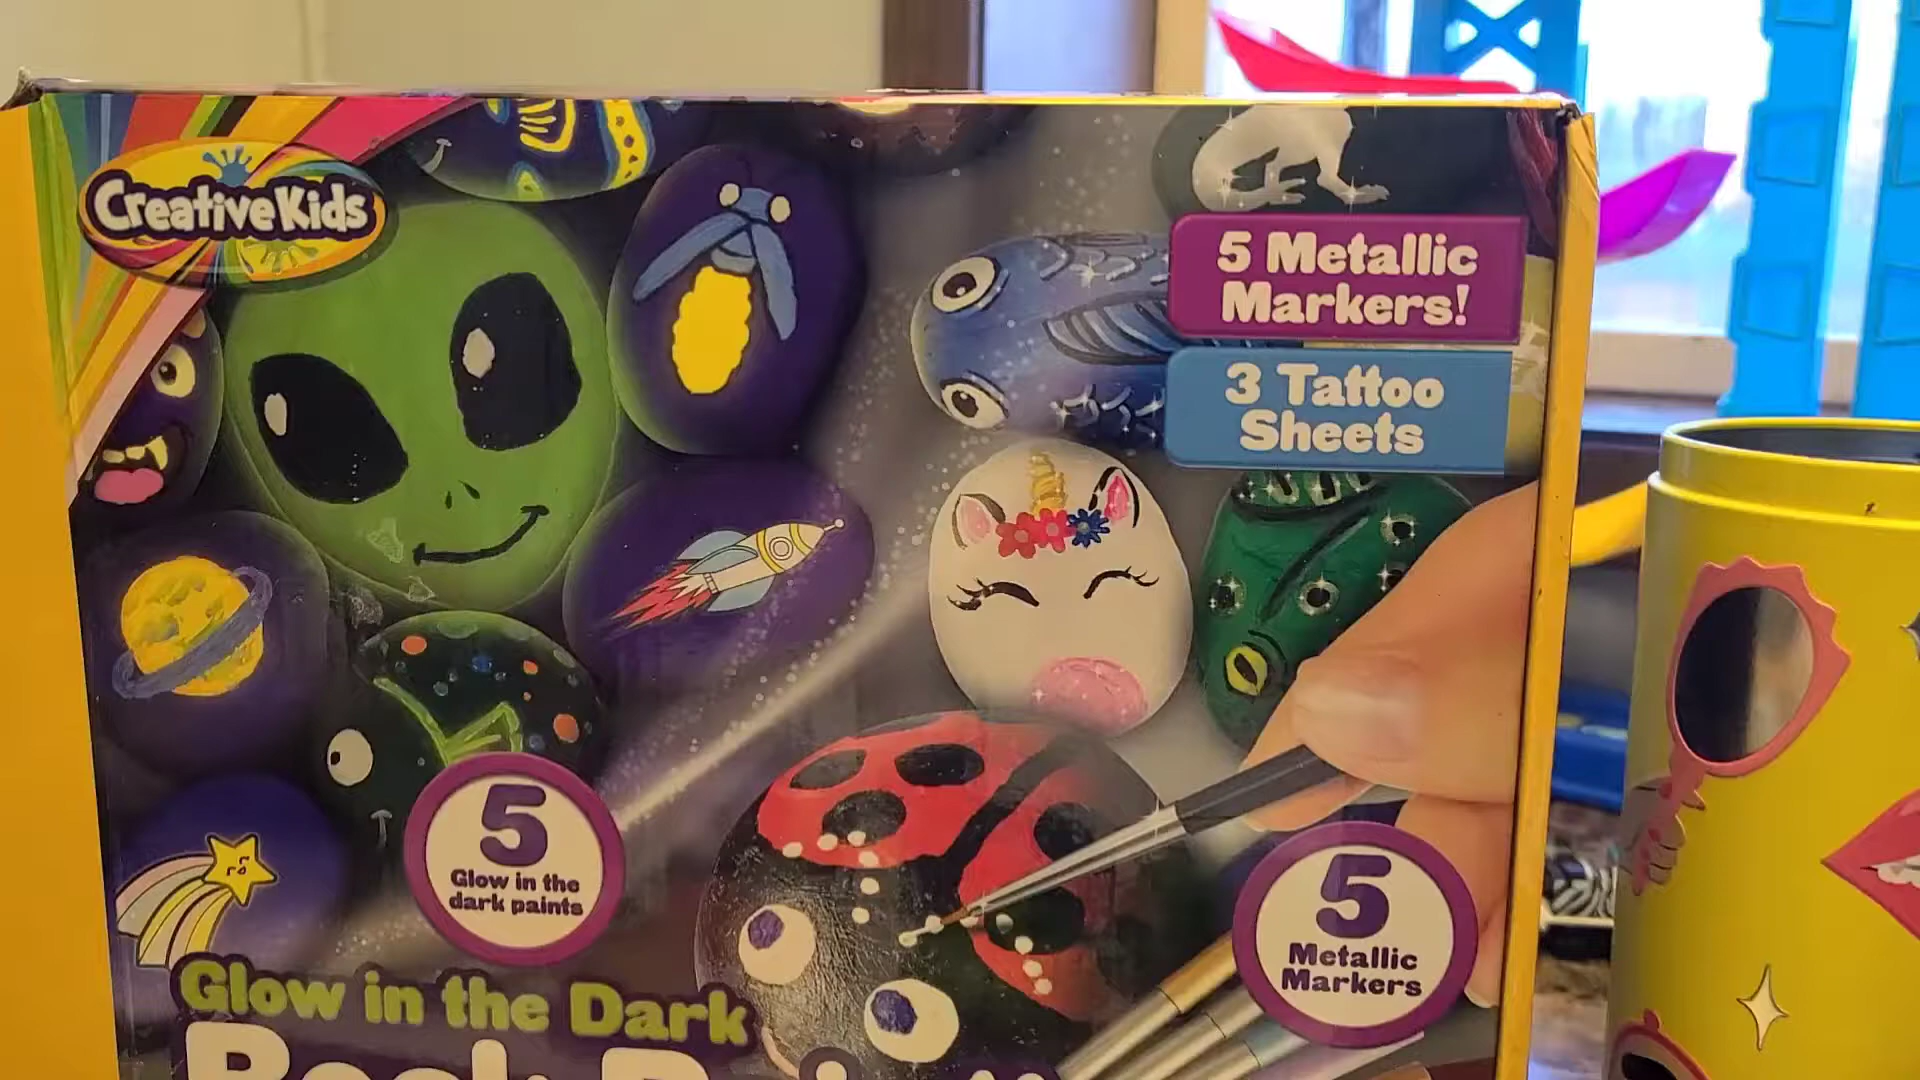 CreativeKids
5 Metallic
Markers!
3 Tattoo
Sheets
5
Glow in the
dark paints
5
Metallic
Markers
Glow in the Dark